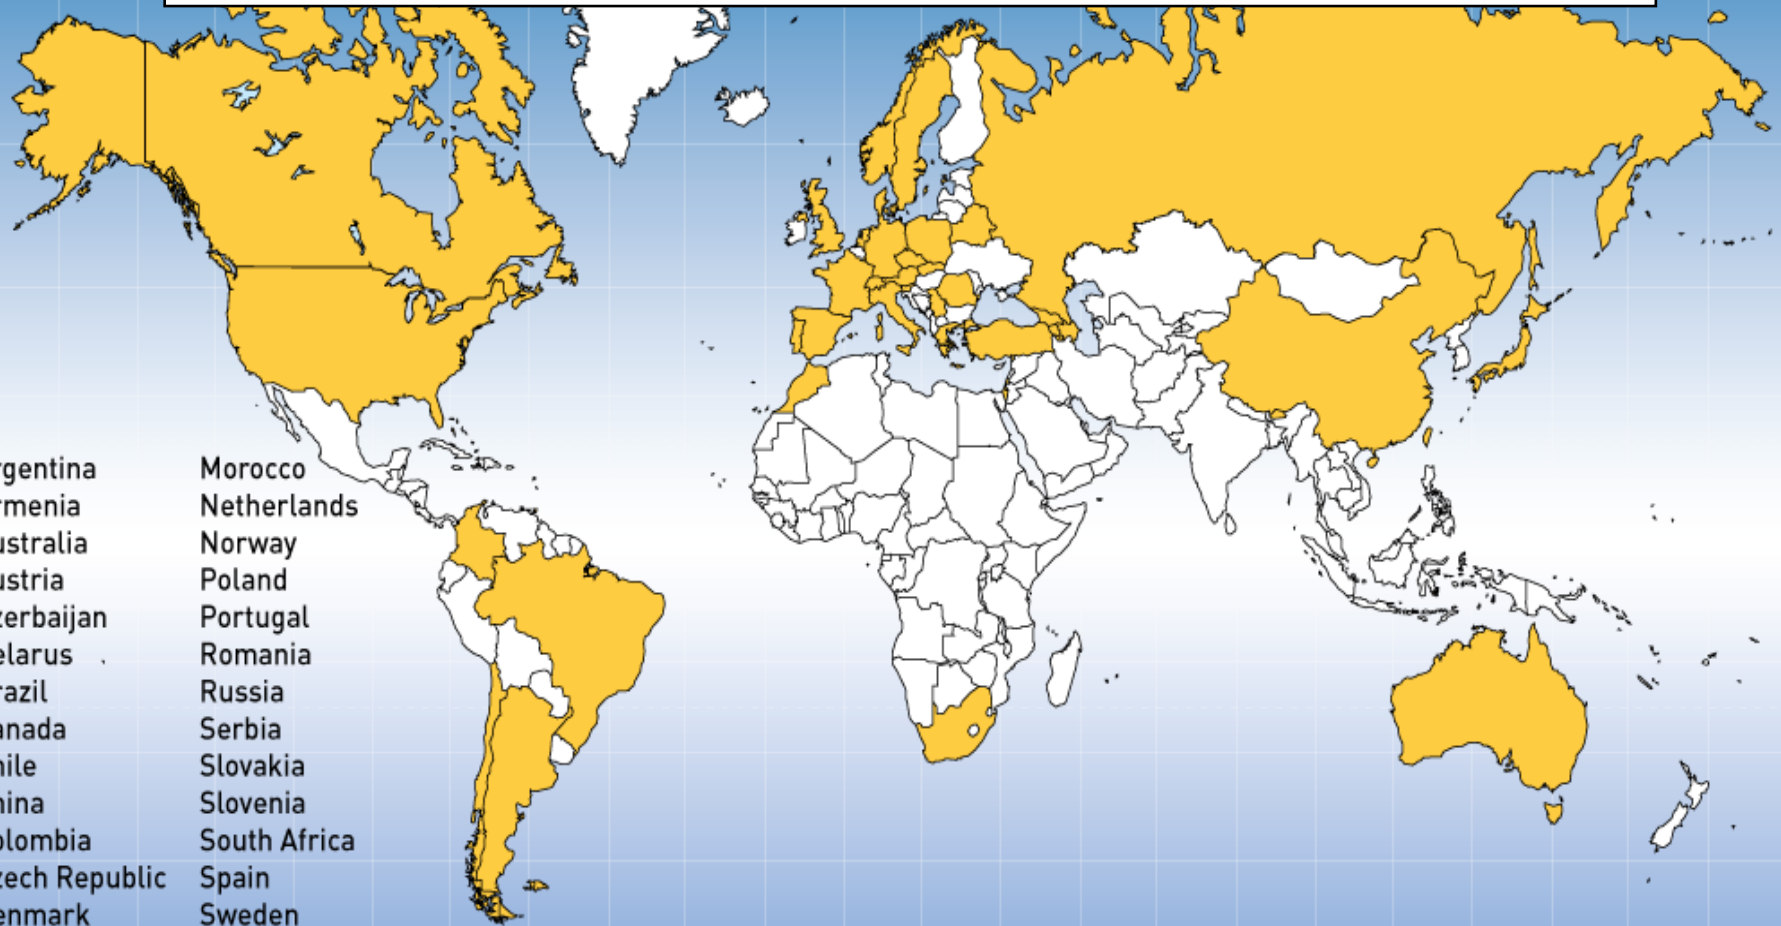 rgentina
rmenia
ustralia
ustria
zerbaijan
elarus
razil
anada
hile
hina
olombia
zech Republic
enmark
Morocco
Netherlands
Norway
Poland
Portugal
Romania
Russia
Serbia
Slovakia
Slovenia
South Africa
Spain
Sweden